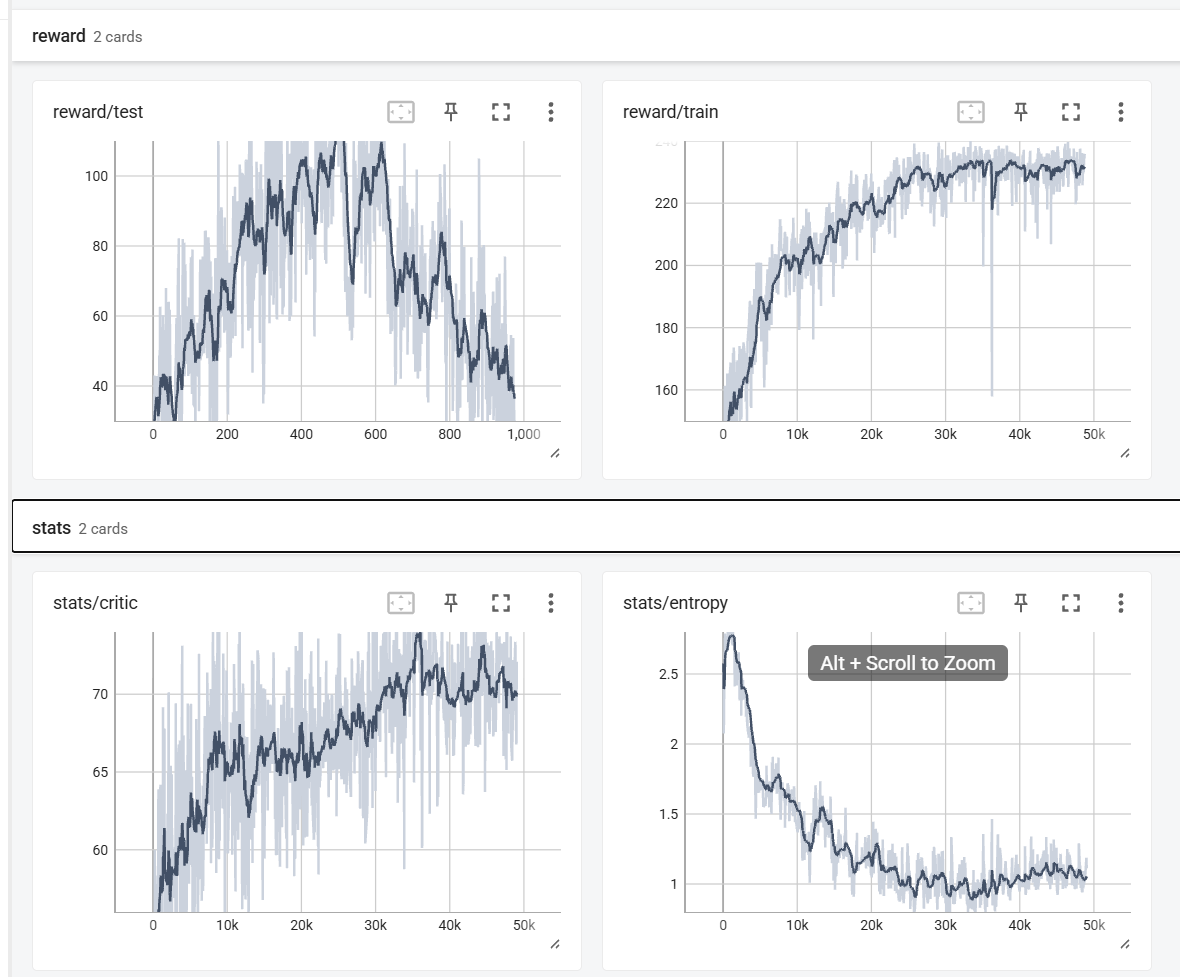 reward 2 cards
reward/test
100
80
60
40
0 200 400 600 800 1,000
reward/train
240
220
200
180
160
0 10k 20k 30k 40k 50k
stats 2 cards
stats/critic
70
65
60
0 10k 20k 30k 40k 50k
stats/entropy
Alt + Scroll to Zoom
2.5
2
1.5
1
0 10k 20k 30k 40k 50k